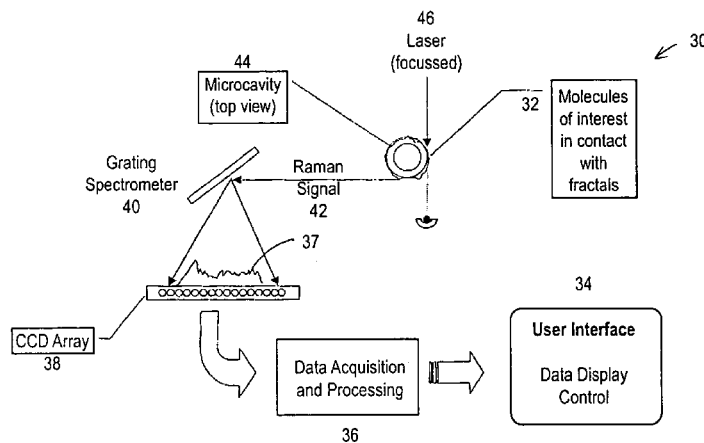 46
Laser
(focussed)
30
44
Microcavity
(top view)
32
Molecules
of interest
in contact
with
fractals
Grating
Spectrometer
40
Raman
Signal
42
37
CCD Array
38
34
User Interface
Data Display
Control
Data Acquisition
and Processing
36